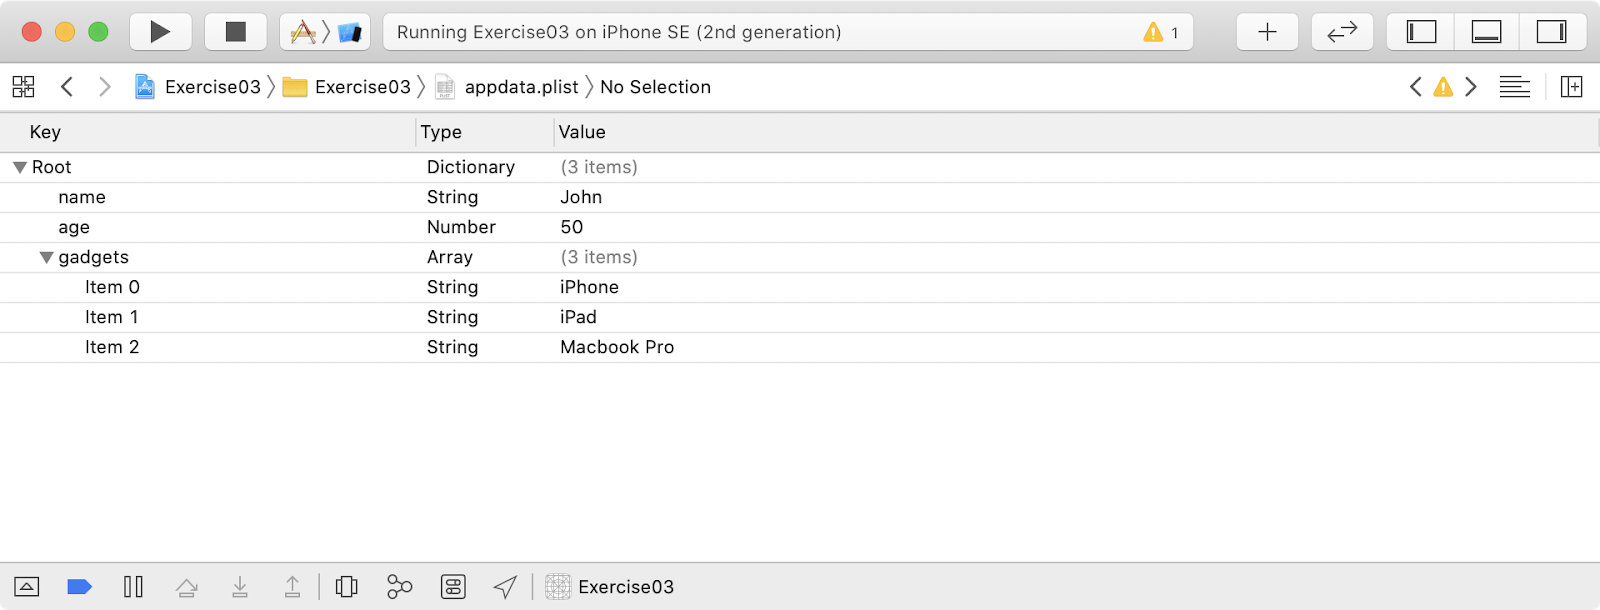 Running Exercise03 on iPhone SE (2nd generation) 1
Exercise03 Exercise03 appdata.plist No Selection
Key Type Value
Root Dictionary (3 items)
name String John
age Number 50
gadgets Array (3 items)
Item 0 String iPhone
Item 1 String iPad
Item 2 String Macbook Pro
Exercise03